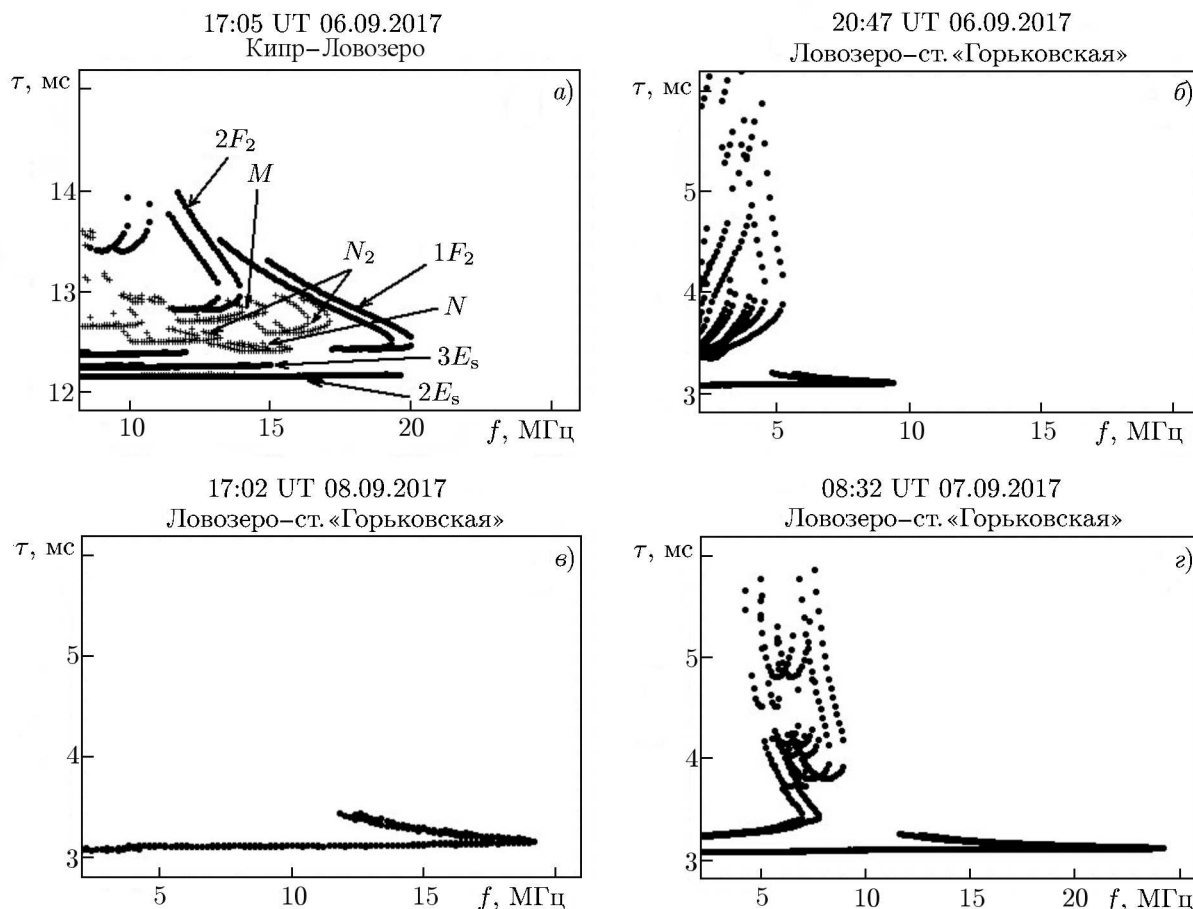 17:05 UT 06.09.2017
Кипр–Ловозеро
τ, мс
а)
2F₂
M
14
N₂
1F₂
13
N
3Eₛ
12
2Eₛ
10
15
20
f, МГц
20:47 UT 06.09.2017
Ловозеро–ст. «Горьковская»
τ, мс
б)
5
4
3
5
10
15
f, МГц
17:02 UT 08.09.2017
Ловозеро–ст. «Горьковская»
τ, мс
в)
5
4
3
5
10
15
f, МГц
08:32 UT 07.09.2017
Ловозеро–ст. «Горьковская»
τ, мс
г)
5
4
3
5
10
15
20
f, МГц